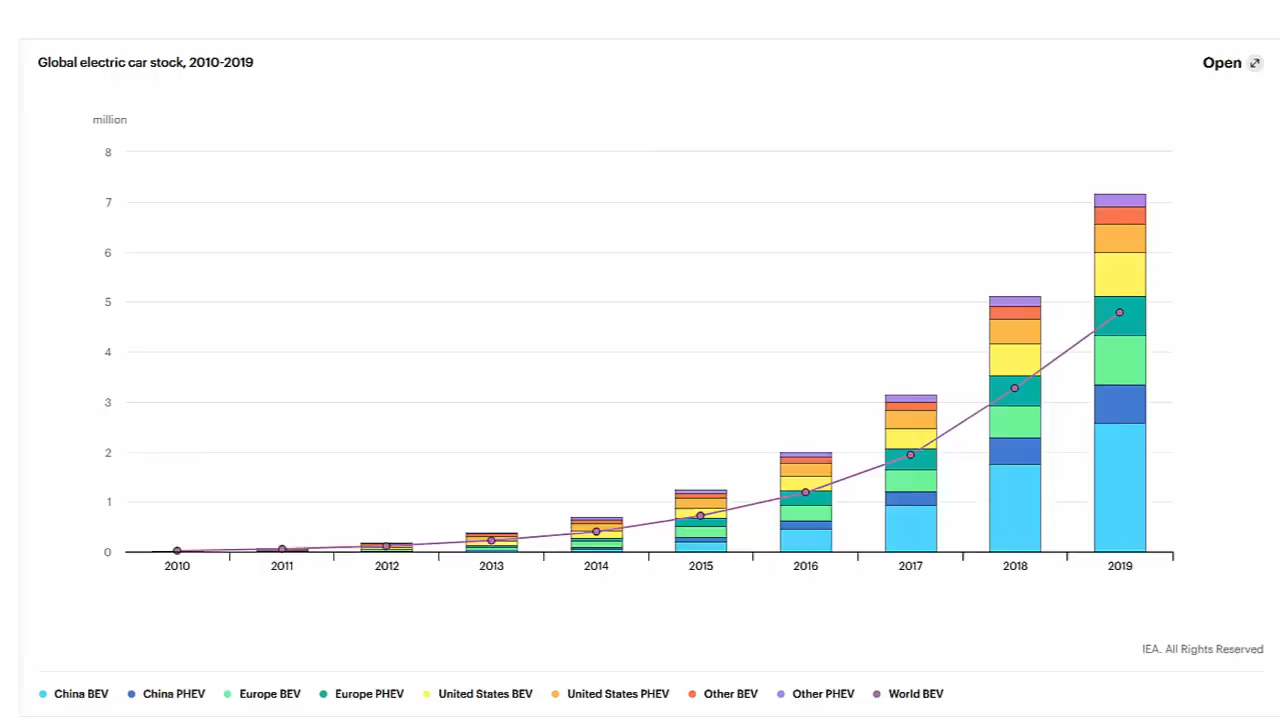 Global electric car stock, 2010-2019
Open
million
8
7
6
5
4
3
2
1
0
2010 2011 2012 2013 2014 2015 2016 2017 2018 2019
IEA. All Rights Reserved
China BEV China PHEV Europe BEV Europe PHEV United States BEV United States PHEV Other BEV Other PHEV World BEV